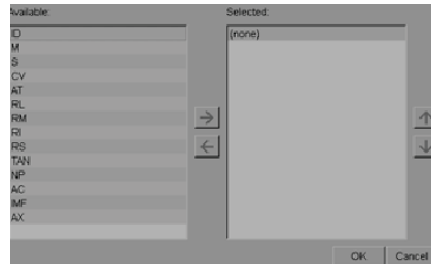 Available:
ID
M
S
CV
AT
RL
RM
RI
RS
TAN
NP
AC
IMF
AX
Selected:
(none)
OK
Cancel